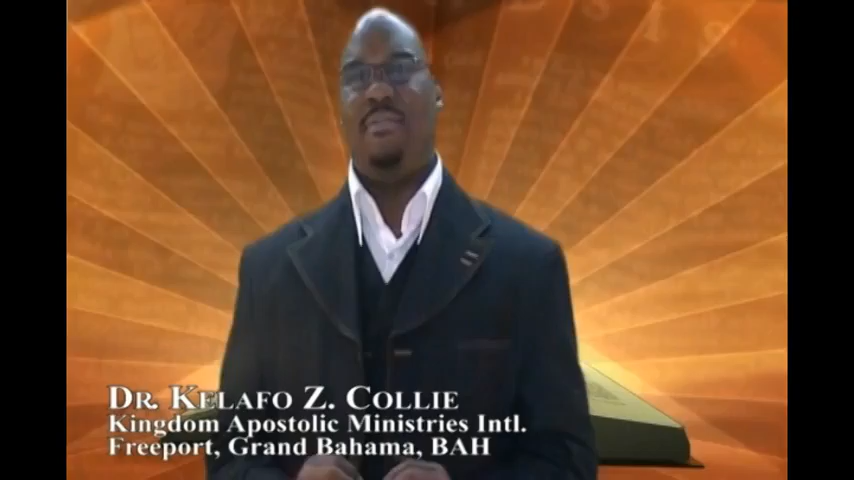 DR. KELAFO Z. COLLIE
Kingdom Apostolic Ministries Intl.
Freeport, Grand Bahama, BAH